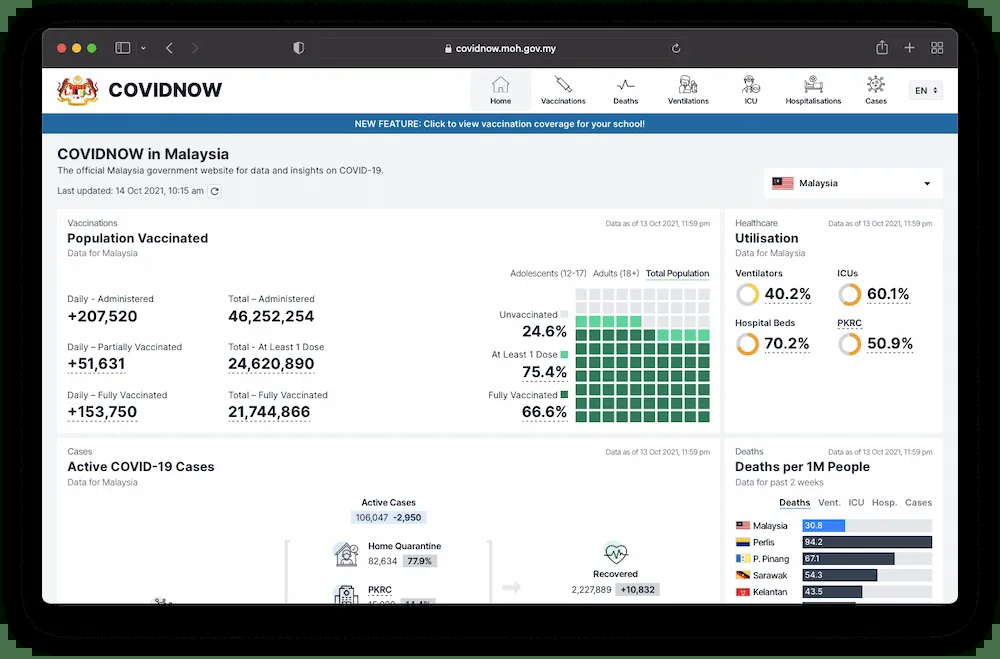 covidnow.moh.gov.my
COVIDNOW
Home
Vaccinations
Deaths
Ventilations
ICU
Hospitalisations
Cases
EN
NEW FEATURE: Click to view vaccination coverage for your school!
COVIDNOW in Malaysia
The official Malaysia government website for data and insights on COVID-19.
Last updated: 14 Oct 2021, 10:15 am
Malaysia
Vaccinations
Data as of 13 Oct 2021, 11:59 pm
Population Vaccinated
Data for Malaysia
Adolescents (12-17) Adults (18+) Total Population
Daily - Administered
+207,520
Total – Administered
46,252,254
Daily – Partially Vaccinated
+51,631
Total - At Least 1 Dose
24,620,890
Daily – Fully Vaccinated
+153,750
Total – Fully Vaccinated
21,744,866
Unvaccinated
24.6%
At Least 1 Dose
75.4%
Fully Vaccinated
66.6%
Healthcare
Data as of 13 Oct 2021, 11:59 pm
Utilisation
Data for Malaysia
Ventilators
40.2%
ICUs
60.1%
Hospital Beds
70.2%
PKRC
50.9%
Cases
Data as of 13 Oct 2021, 11:59 pm
Active COVID-19 Cases
Data for Malaysia
Active Cases
106,047 -2,950
Home Quarantine
82,634 77.9%
PKRC
Recovered
2,227,889 +10,832
Deaths
Data as of 13 Oct 2021, 11:59 pm
Deaths per 1M People
Data for past 2 weeks
Deaths Vent. ICU Hosp. Cases
Malaysia 30.8
Perlis 94.2
P. Pinang 67.1
Sarawak 54.3
Kelantan 43.5